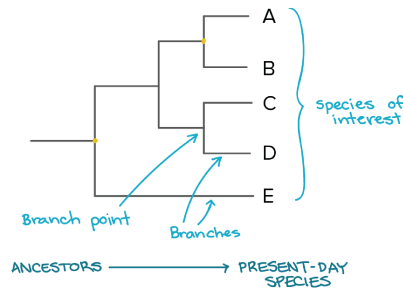 A
B
C
D
E
species of
interest
Branch point
Branches
ANCESTORS
PRESENT-DAY
SPECIES